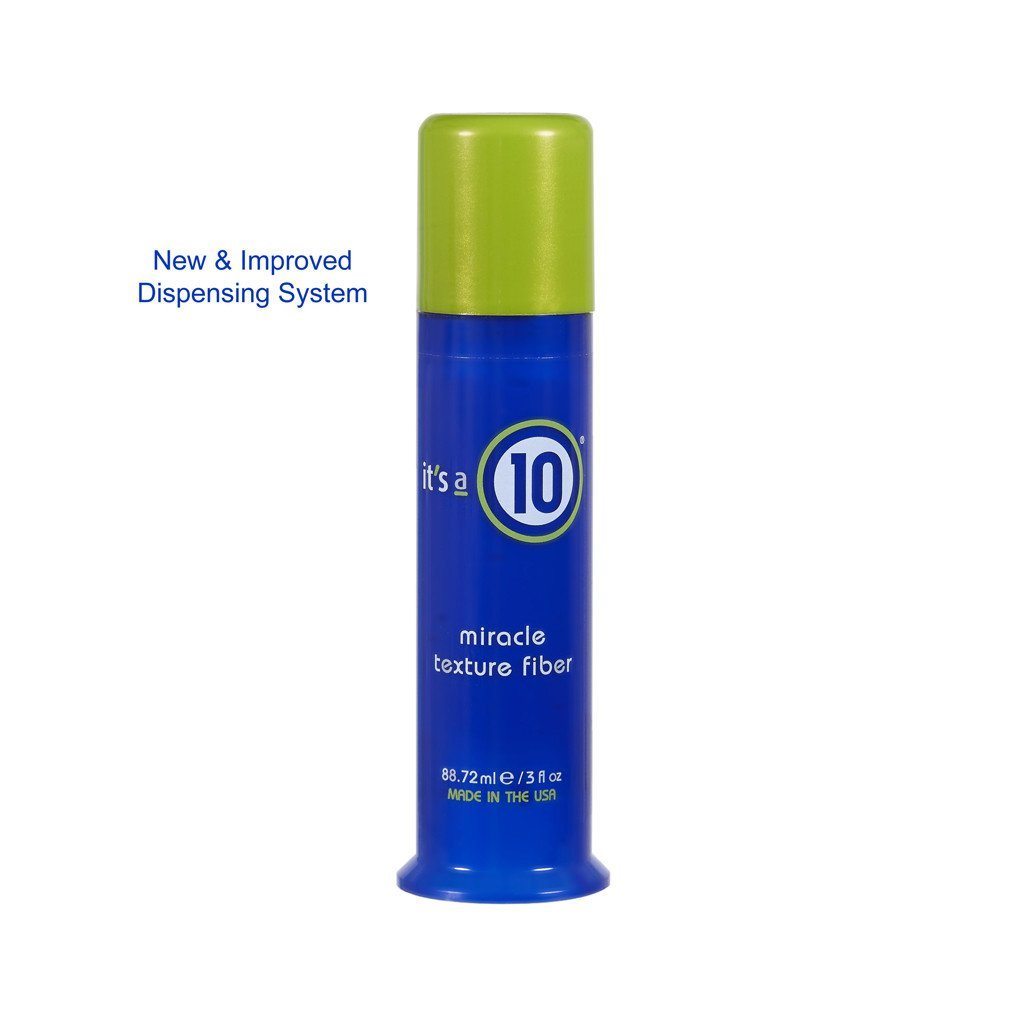 New & Improved
Dispensing System
it's a 10®
miracle
texture fiber
88.72ml℮/3 fl oz
MADE IN THE USA